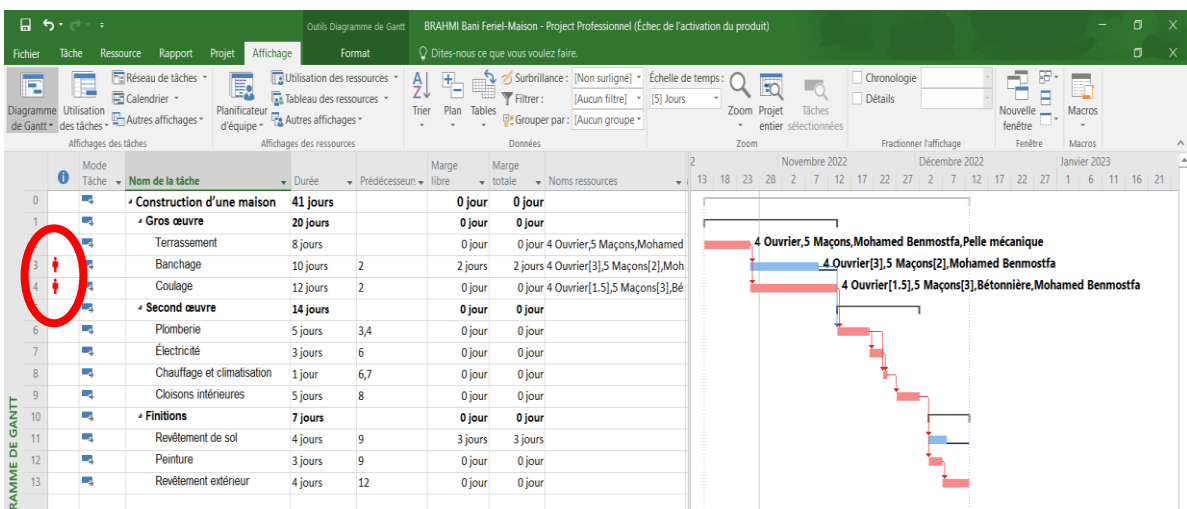 Outils Diagramme de Gantt BRAHMI Bani Feriel-Maison - Project Professionnel (Échec de l'activation du produit)
Fichier Tâche Ressource Rapport Projet Affichage Format Dites-nous ce que vous voulez faire.
Diagramme de Gantt
Utilisation des tâches
Réseau de tâches
Calendrier
Autres affichages
Affichages des tâches
Planificateur d'équipe
Utilisation des ressources
Tableau des ressources
Autres affichages
Affichages des ressources
Trier Plan Tables
Subrillance : [Non surligné]
Filtrer : [Aucun filtre]
Grouper par : [Aucun groupe
Données
Échelle de temps :
[5] Jours
Zoom Projet entier Tâches sélectionnées
Zoom
Chronologie
Détails
Fractionner l'affichage
Nouvelle fenêtre
Fenêtre
Macros
Macros
Mode Tâche Nom de la tâche Durée Prédécesseur: Marge libre Marge totale Noms ressources
2 Novembre 2022 Décembre 2022 Janvier 2023
13 18 23 28 2 7 12 17 22 27 2 7 12 17 22 27 1 6 11 16 21
0 Construction d'une maison 41 jours 0 jour 0 jour
1 Gros œuvre 20 jours 0 jour 0 jour
Terrassement 8 jours 0 jour 0 jour 4 Ouvrier,5 Maçons,Mohamed
4 Ouvrier,5 Maçons,Mohamed Benmostfa,Pelle mécanique
3 Banchage 10 jours 2 2 jours 2 jours 4 Ouvrier[3],5 Maçons[2],Moh
4 Ouvrier[3],5 Maçons[2],Mohamed Benmostfa
4 Coulage 12 jours 2 0 jour 0 jour 4 Ouvrier[1.5],5 Maçons[3],Bé
4 Ouvrier[1.5],5 Maçons[3],Bétonnière,Mohamed Benmostfa
Second œuvre 14 jours 0 jour 0 jour
6 Plomberie 5 jours 3,4 0 jour 0 jour
7 Électricité 3 jours 6 0 jour 0 jour
8 Chauffage et climatisation 1 jour 6,7 0 jour 0 jour
9 Cloisons intérieures 5 jours 8 0 jour 0 jour
10 Finitions 7 jours 0 jour 0 jour
11 Revêtement de sol 4 jours 9 3 jours 3 jours
12 Peinture 3 jours 9 0 jour 0 jour
13 Revêtement extérieur 4 jours 12 0 jour 0 jour
RAMME DE GANTT